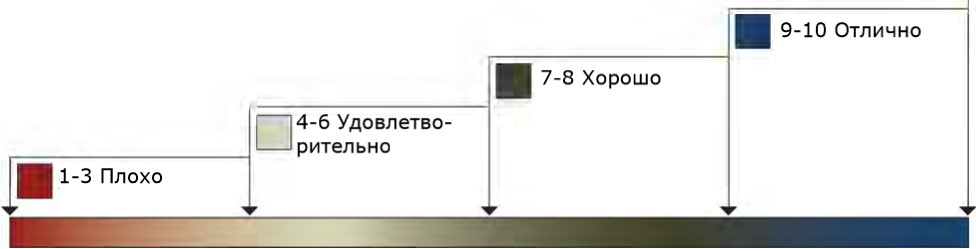 9-10 Отлично
7-8 Хорошо
4-6 Удовлетво-
рительно
1-3 Плохо